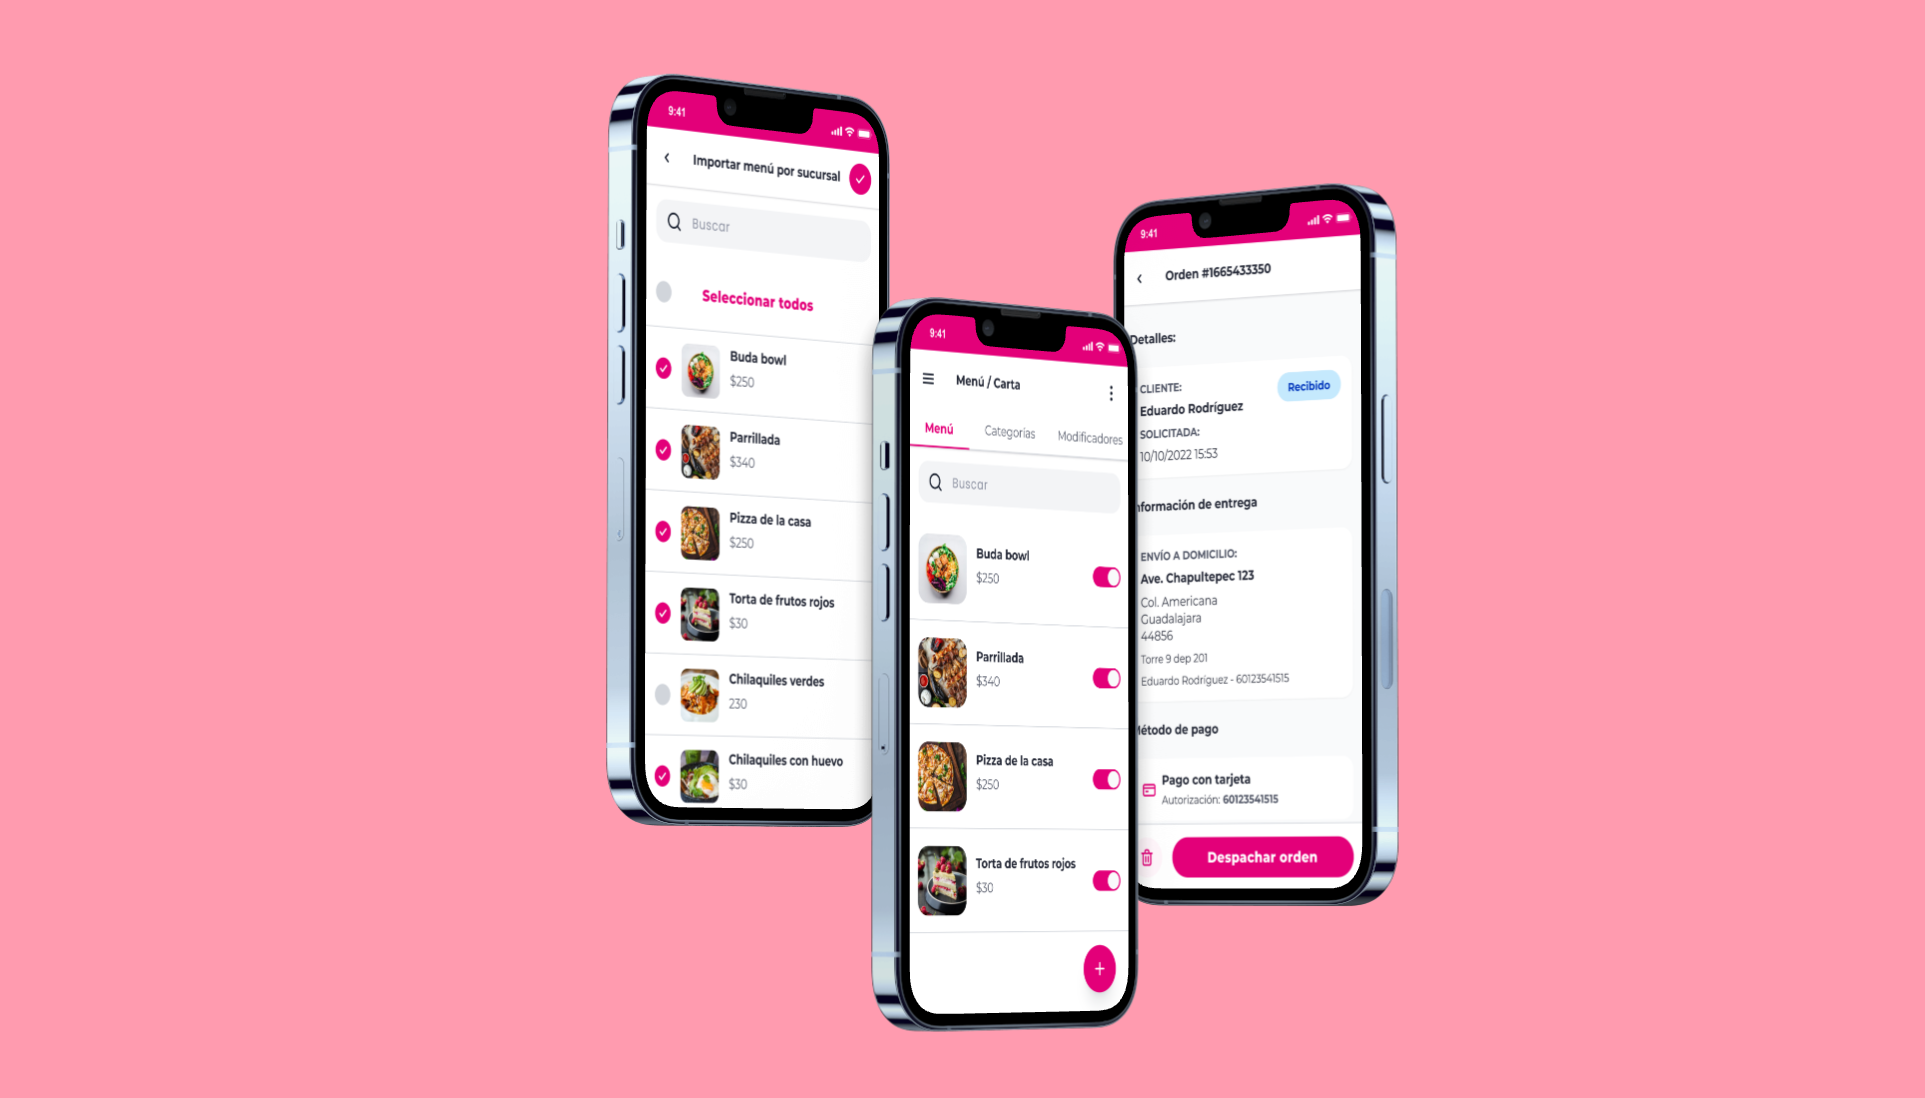 9:41
Importar menú por sucursal
Buscar
Seleccionar todos
Buda bowl
$250
Parrillada
$340
Pizza de la casa
$250
Torta de frutos rojos
$30
Chilaquiles verdes
230
Chilaquiles con huevo
$30
9:41
Menú / Carta
Menú Categorías Modificadores
Buscar
Buda bowl
$250
Parrillada
$340
Pizza de la casa
$250
Torta de frutos rojos
$30
9:41
Orden #1665433350
Detalles:
CLIENTE:
Recibido
Eduardo Rodríguez
SOLICITADA:
10/10/2022 15:53
nformación de entrega
ENVÍO A DOMICILIO:
Ave. Chapultepec 123
Col. Americana
Guadalajara
44856
Torre 9 dep 201
Eduardo Rodríguez - 60123541515
étodo de pago
Pago con tarjeta
Autorización: 60123541515
Despachar orden